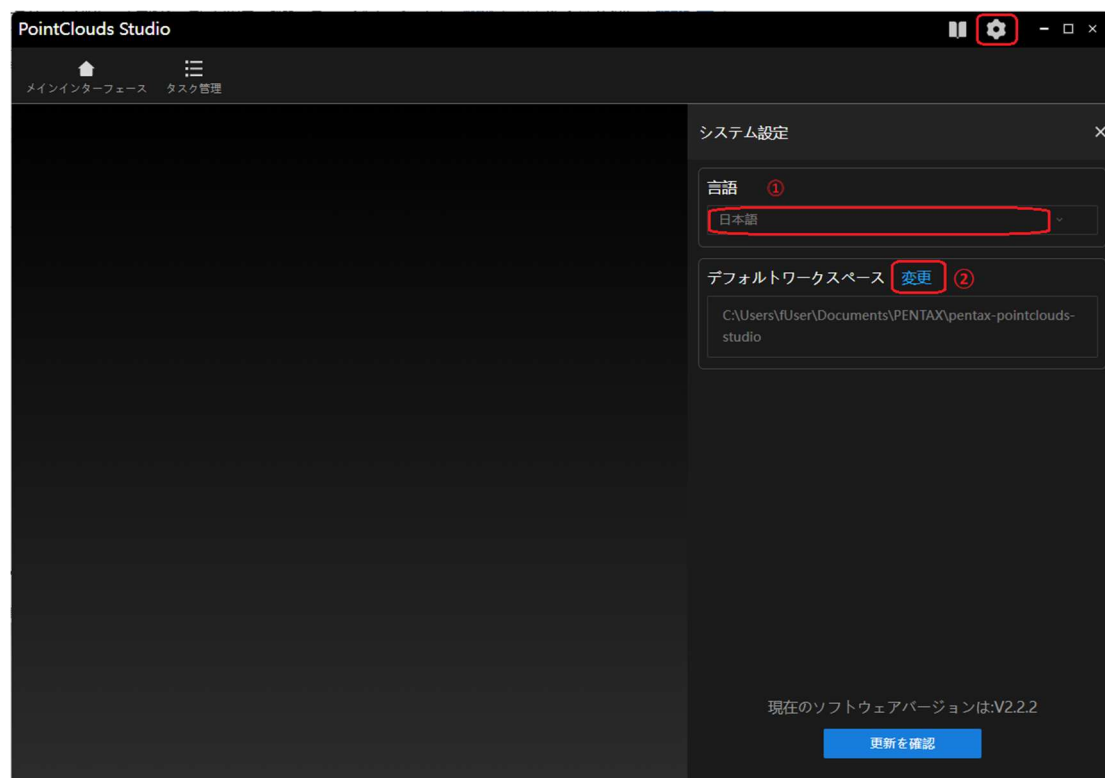 PointClouds Studio
メインインターフェース タスク管理
システム設定
言語 ①
日本語
デフォルトワークスペース 変更 ②
C:\Users\fUser\Documents\PENTAX\pentax-pointclouds-
studio
現在のソフトウェアバージョンは:V2.2.2
更新を確認